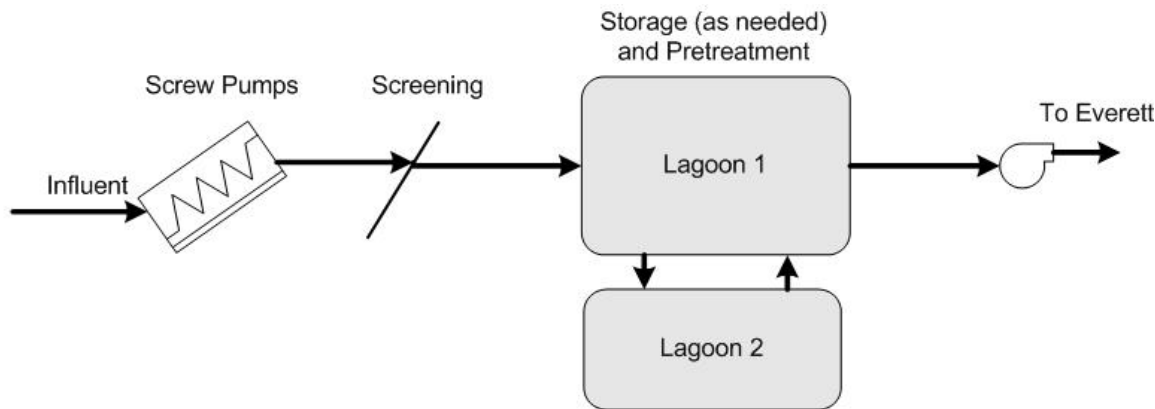 Storage (as needed)
and Pretreatment
Screw Pumps
Screening
To Everett
Influent
Lagoon 1
Lagoon 2